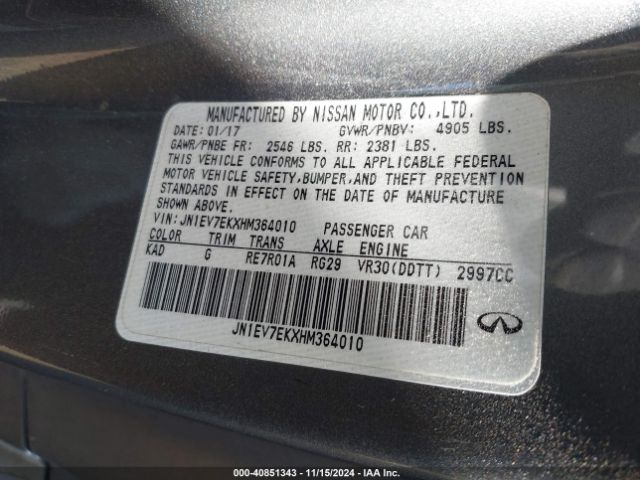 MANUFACTURED BY NISSAN MOTOR CO.,LTD.
DATE: 01/17 GVWR/PNBV: 4905 LBS.
GAWR/PNBE FR: 2546 LBS. RR: 2381 LBS.
THIS VEHICLE CONFORMS TO ALL APPLICABLE FEDERAL
MOTOR VEHICLE SAFETY, BUMPER, AND THEFT PREVENTION
STANDARDS IN EFFECT ON THE DATE OF MANUFACTURE
SHOWN ABOVE.
VIN: JN1EV7EKXHM364010 PASSENGER CAR
COLOR TRIM TRANS AXLE ENGINE
KAD G RE7R01A RG29 VR30(DDTT) 2997CC
JN1EV7EKXHM364010
INFINITI
000-40851343 - 11/15/2024 - IAA Inc.